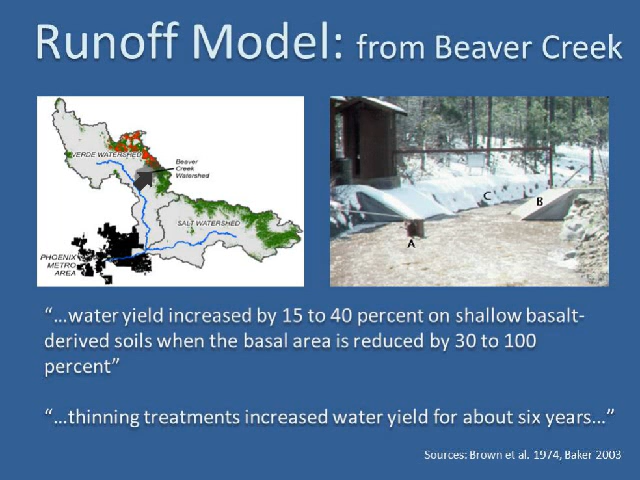 Runoff Model: from Beaver Creek
VERDE WATERSHED
Beaver
Creek
Watershed
SALT WATERSHED
PHOENIX
METRO
AREA
C
B
A
“...water yield increased by 15 to 40 percent on shallow basalt-
derived soils when the basal area is reduced by 30 to 100
percent”
“...thinning treatments increased water yield for about six years...”
Sources: Brown et al. 1974, Baker 2003